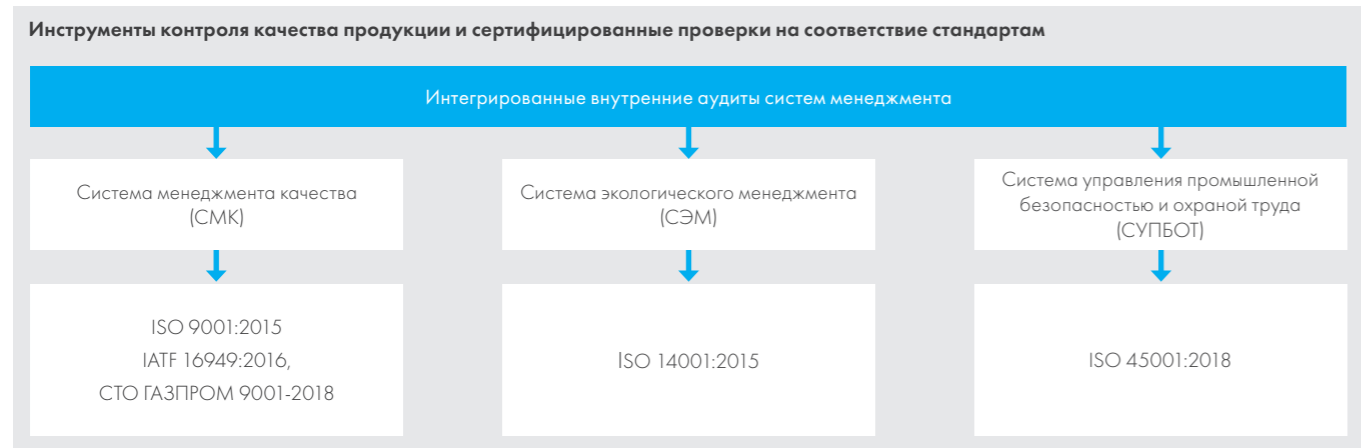 Инструменты контроля качества продукции и сертифицированные проверки на соответствие стандартам
Интегрированные внутренние аудиты систем менеджмента
Система менеджмента качества
(СМК)
Система экологического менеджмента
(СЭМ)
Система управления промышленной
безопасностью и охраной труда
(СУПБОТ)
ISO 9001:2015
IATF 16949:2016,
СТО ГАЗПРОМ 9001-2018
ISO 14001:2015
ISO 45001:2018